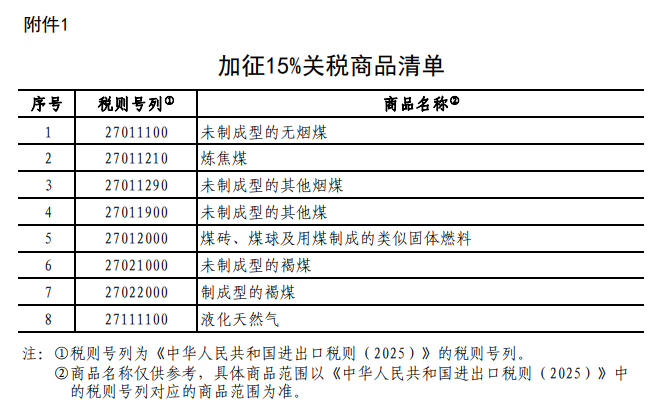 附件1
加征15%关税商品清单
序号 税则号列① 商品名称②
1 27011100 未制成型的无烟煤
2 27011210 炼焦煤
3 27011290 未制成型的其他烟煤
4 27011900 未制成型的其他煤
5 27012000 煤砖、煤球及用煤制成的类似固体燃料
6 27021000 未制成型的褐煤
7 27022000 制成型的褐煤
8 27111100 液化天然气
注：①税则号列为《中华人民共和国进出口税则（2025）》的税则号列。
②商品名称仅供参考，具体商品范围以《中华人民共和国进出口税则（2025）》中
的税则号列对应的商品范围为准。